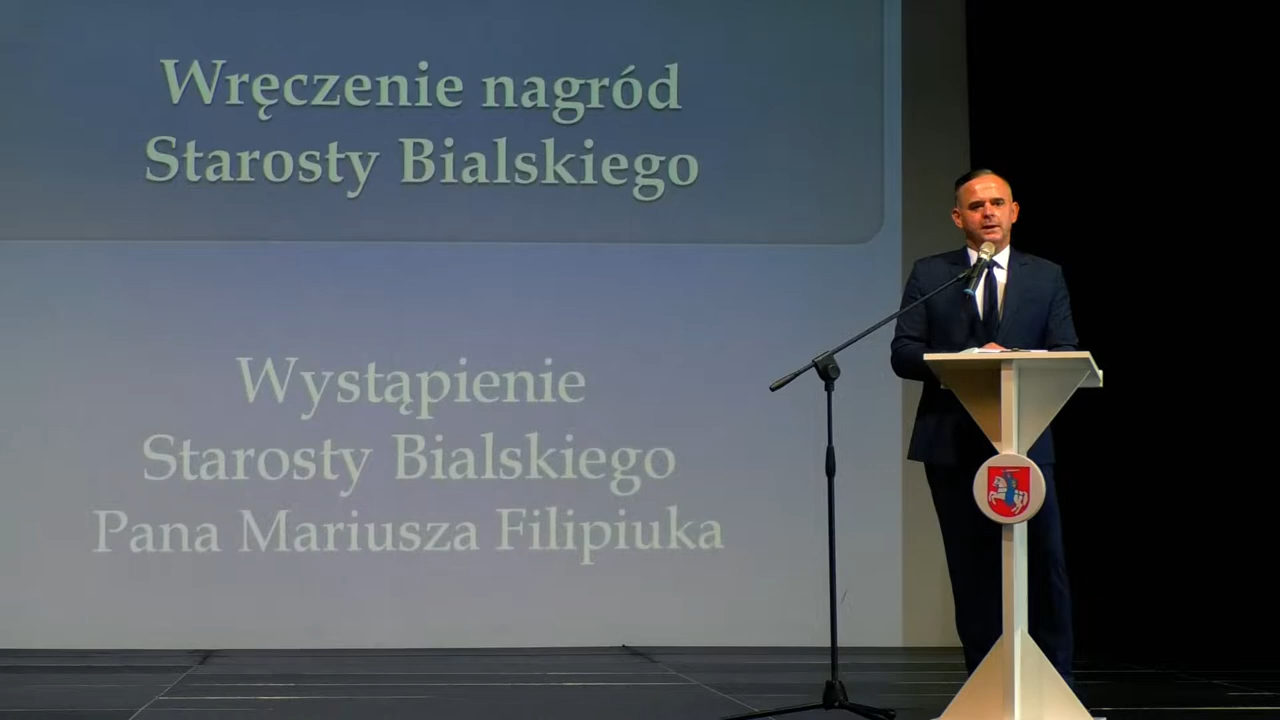 Wręczenie nagród
Starosty Bialskiego
Wystąpienie
Starosty Bialskiego
Pana Mariusza Filipiuka